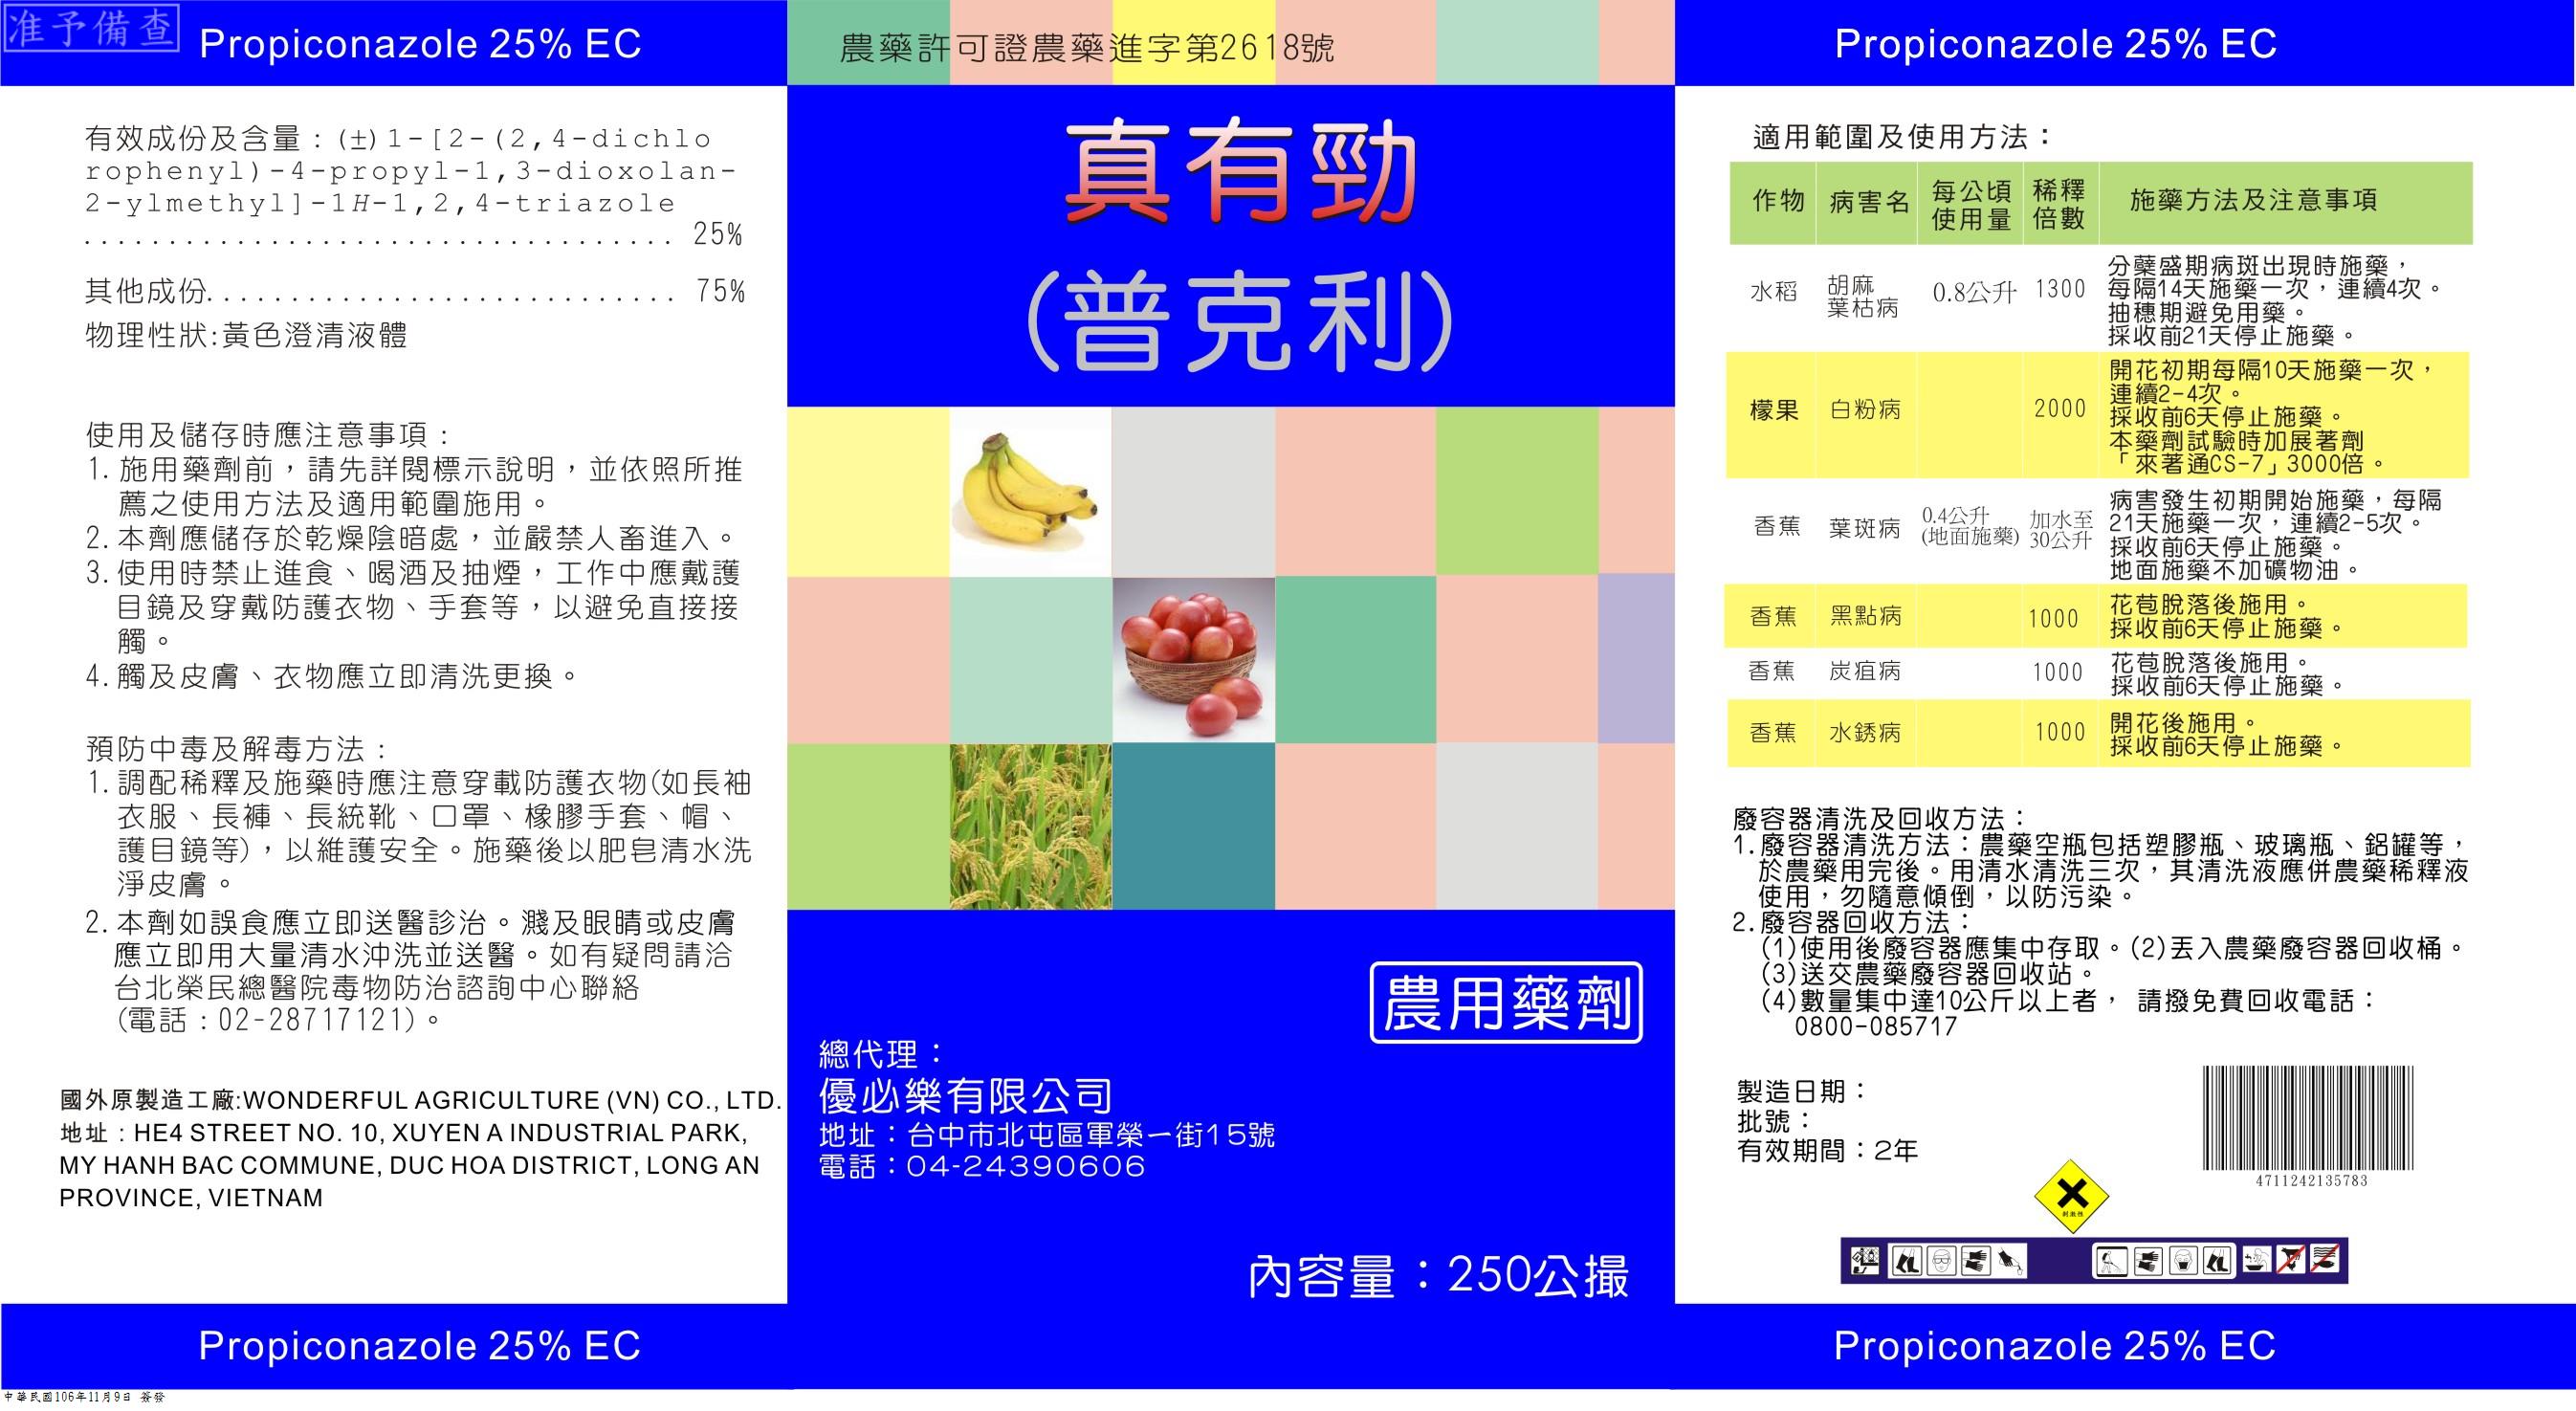 准予備查
Propiconazole 25% EC
有效成份及含量：(±)1-[2-(2,4-dichlo
rophenyl)-4-propyl-1,3-dioxolan-
2-ylmethyl]-1H-1,2,4-triazole
.................................. 25%
其他成份........................... 75%
物理性狀:黃色澄清液體
使用及儲存時應注意事項：
1. 施用藥劑前，請先詳閱標示說明，並依照所推
薦之使用方法及適用範圍施用。
2. 本劑應儲存於乾燥陰暗處，並嚴禁人畜進入。
3. 使用時禁止進食、喝酒及抽煙，工作中應戴護
目鏡及穿戴防護衣物、手套等，以避免直接接
觸。
4. 觸及皮膚、衣物應立即清洗更換。
預防中毒及解毒方法：
1. 調配稀釋及施藥時應注意穿載防護衣物(如長袖
衣服、長褲、長統靴、口罩、橡膠手套、帽、
護目鏡等)，以維護安全。施藥後以肥皂清水洗
淨皮膚。
2. 本劑如誤食應立即送醫診治。濺及眼睛或皮膚
應立即用大量清水沖洗並送醫。如有疑問請洽
台北榮民總醫院毒物防治諮詢中心聯絡
(電話：02-28717121)。
國外原製造工廠:WONDERFUL AGRICULTURE (VN) CO., LTD.
地址：HE4 STREET NO. 10, XUYEN A INDUSTRIAL PARK,
MY HANH BAC COMMUNE, DUC HOA DISTRICT, LONG AN
PROVINCE, VIETNAM
Propiconazole 25% EC
中華民國106年11月9日 簽發
農藥許可證農藥進字第2618號
真有勁
(普克利)
農用藥劑
總代理：
優必樂有限公司
地址：台中市北屯區軍榮一街15號
電話：04-24390606
內容量：250公撮
Propiconazole 25% EC
適用範圍及使用方法：
作物 病害名 每公頃使用量 稀釋倍數 施藥方法及注意事項
水稻 胡麻葉枯病 0.8公升 1300 分蘗盛期病斑出現時施藥，
每隔14天施藥一次，連續4次。
抽穗期避免用藥。
採收前21天停止施藥。
檬果 白粉病 2000 開花初期每隔10天施藥一次，
連續2-4次。
採收前6天停止施藥。
本藥劑試驗時加展著劑
「來著通CS-7」3000倍。
香蕉 葉斑病 0.4公升(地面施藥) 加水至30公升 病害發生初期開始施藥，每隔
21天施藥一次，連續2-5次。
採收前6天停止施藥。
地面施藥不加礦物油。
香蕉 黑點病 1000 花苞脫落後施用。
採收前6天停止施藥。
香蕉 炭疽病 1000 花苞脫落後施用。
採收前6天停止施藥。
香蕉 水銹病 1000 開花後施用。
採收前6天停止施藥。
廢容器清洗及回收方法：
1. 廢容器清洗方法：農藥空瓶包括塑膠瓶、玻璃瓶、鋁罐等，
於農藥用完後。用清水清洗三次，其清洗液應併農藥稀釋液
使用，勿隨意傾倒，以防污染。
2. 廢容器回收方法：
(1)使用後廢容器應集中存取。(2)丟入農藥廢容器回收桶。
(3)送交農藥廢容器回收站。
(4)數量集中達10公斤以上者， 請撥免費回收電話：
0800-085717
製造日期：
批號：
有效期間：2年
4711242135783
刺激性
Propiconazole 25% EC